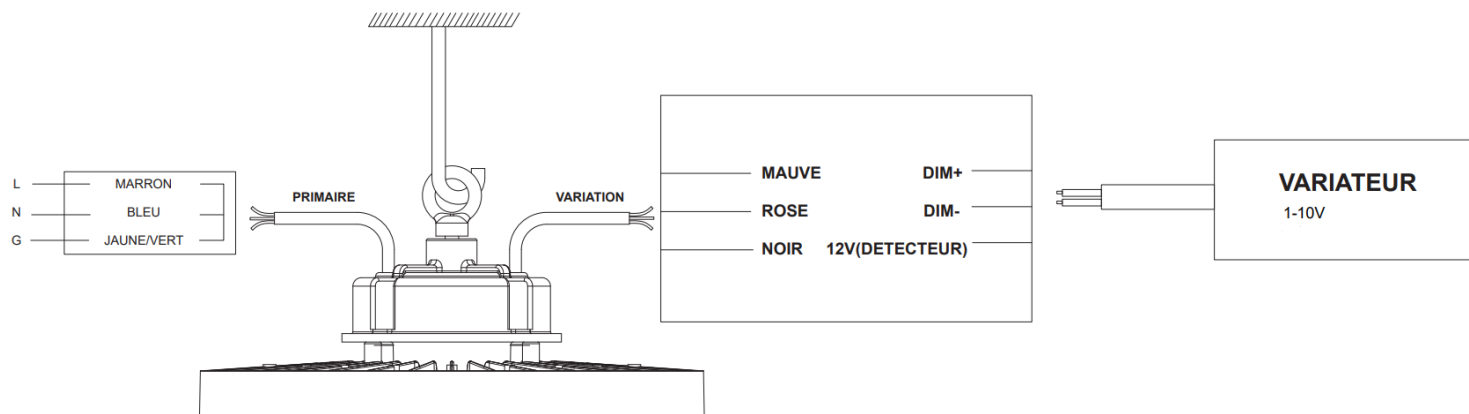 L MARRON
N BLEU
G JAUNE/VERT
PRIMAIRE
VARIATION
MAUVE DIM+
ROSE DIM-
NOIR 12V(DETECTEUR)
VARIATEUR
1-10V